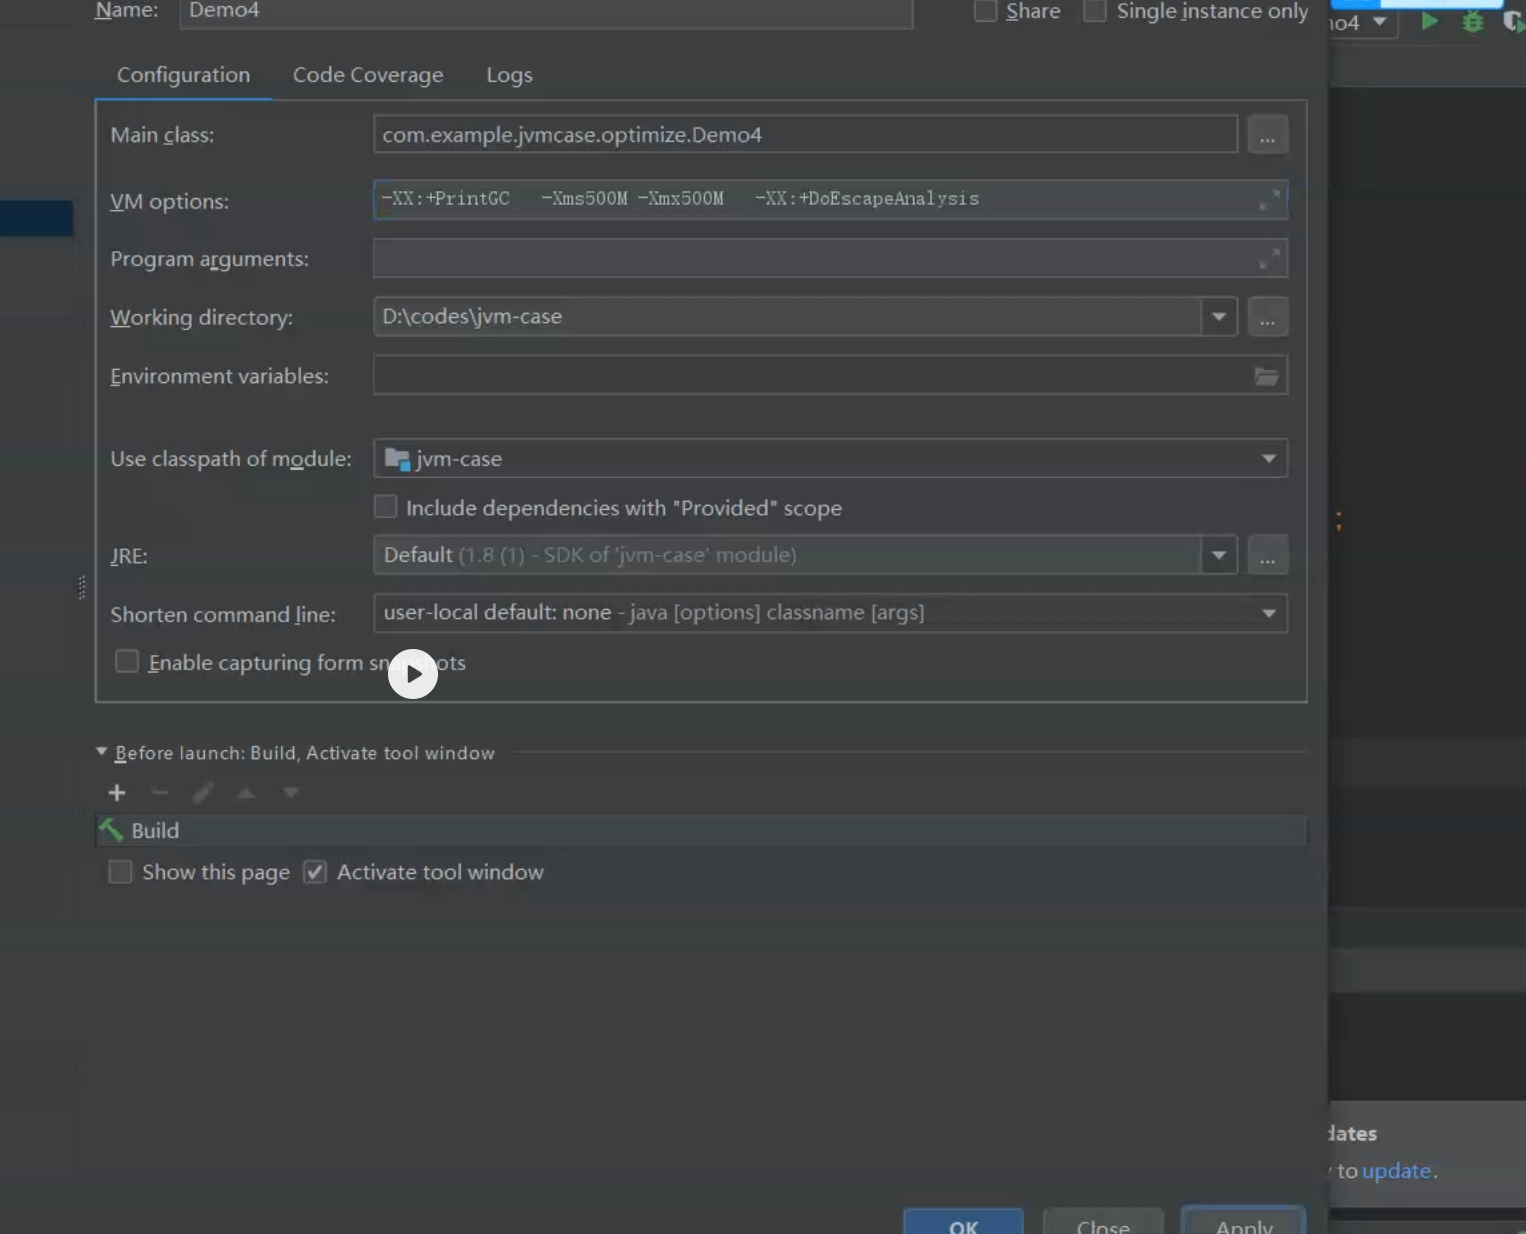 Name: Demo4 Share Single instance only
no4
Configuration Code Coverage Logs
Main class: com.example.jvmcase.optimize.Demo4 ...
VM options: -XX:+PrintGC -Xms500M -Xmx500M -XX:+DoEscapeAnalysis
Program arguments:
Working directory: D:\codes\jvm-case ...
Environment variables:
Use classpath of module: jvm-case
Include dependencies with "Provided" scope
;
JRE: Default (1.8 (1) - SDK of 'jvm-case' module) ...
Shorten command line: user-local default: none - java [options] classname [args]
Enable capturing form snapshots
Before launch: Build, Activate tool window
Build
Show this page Activate tool window
dates
to update.
OK Close Apply